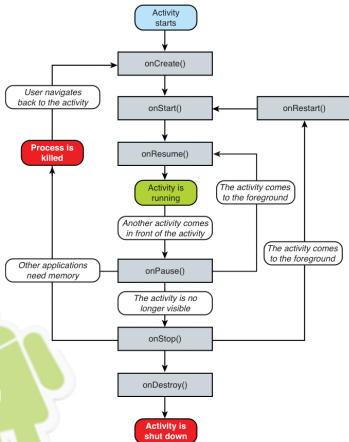 Activity
starts
onCreate()
User navigates
back to the activity
onStart()
onRestart()
Process is
killed
onResume()
Activity is
running
The activity comes
to the foreground
Another activity comes
in front of the activity
The activity comes
to the foreground
Other applications
need memory
onPause()
The activity is no
longer visible
onStop()
onDestroy()
Activity is
shut down